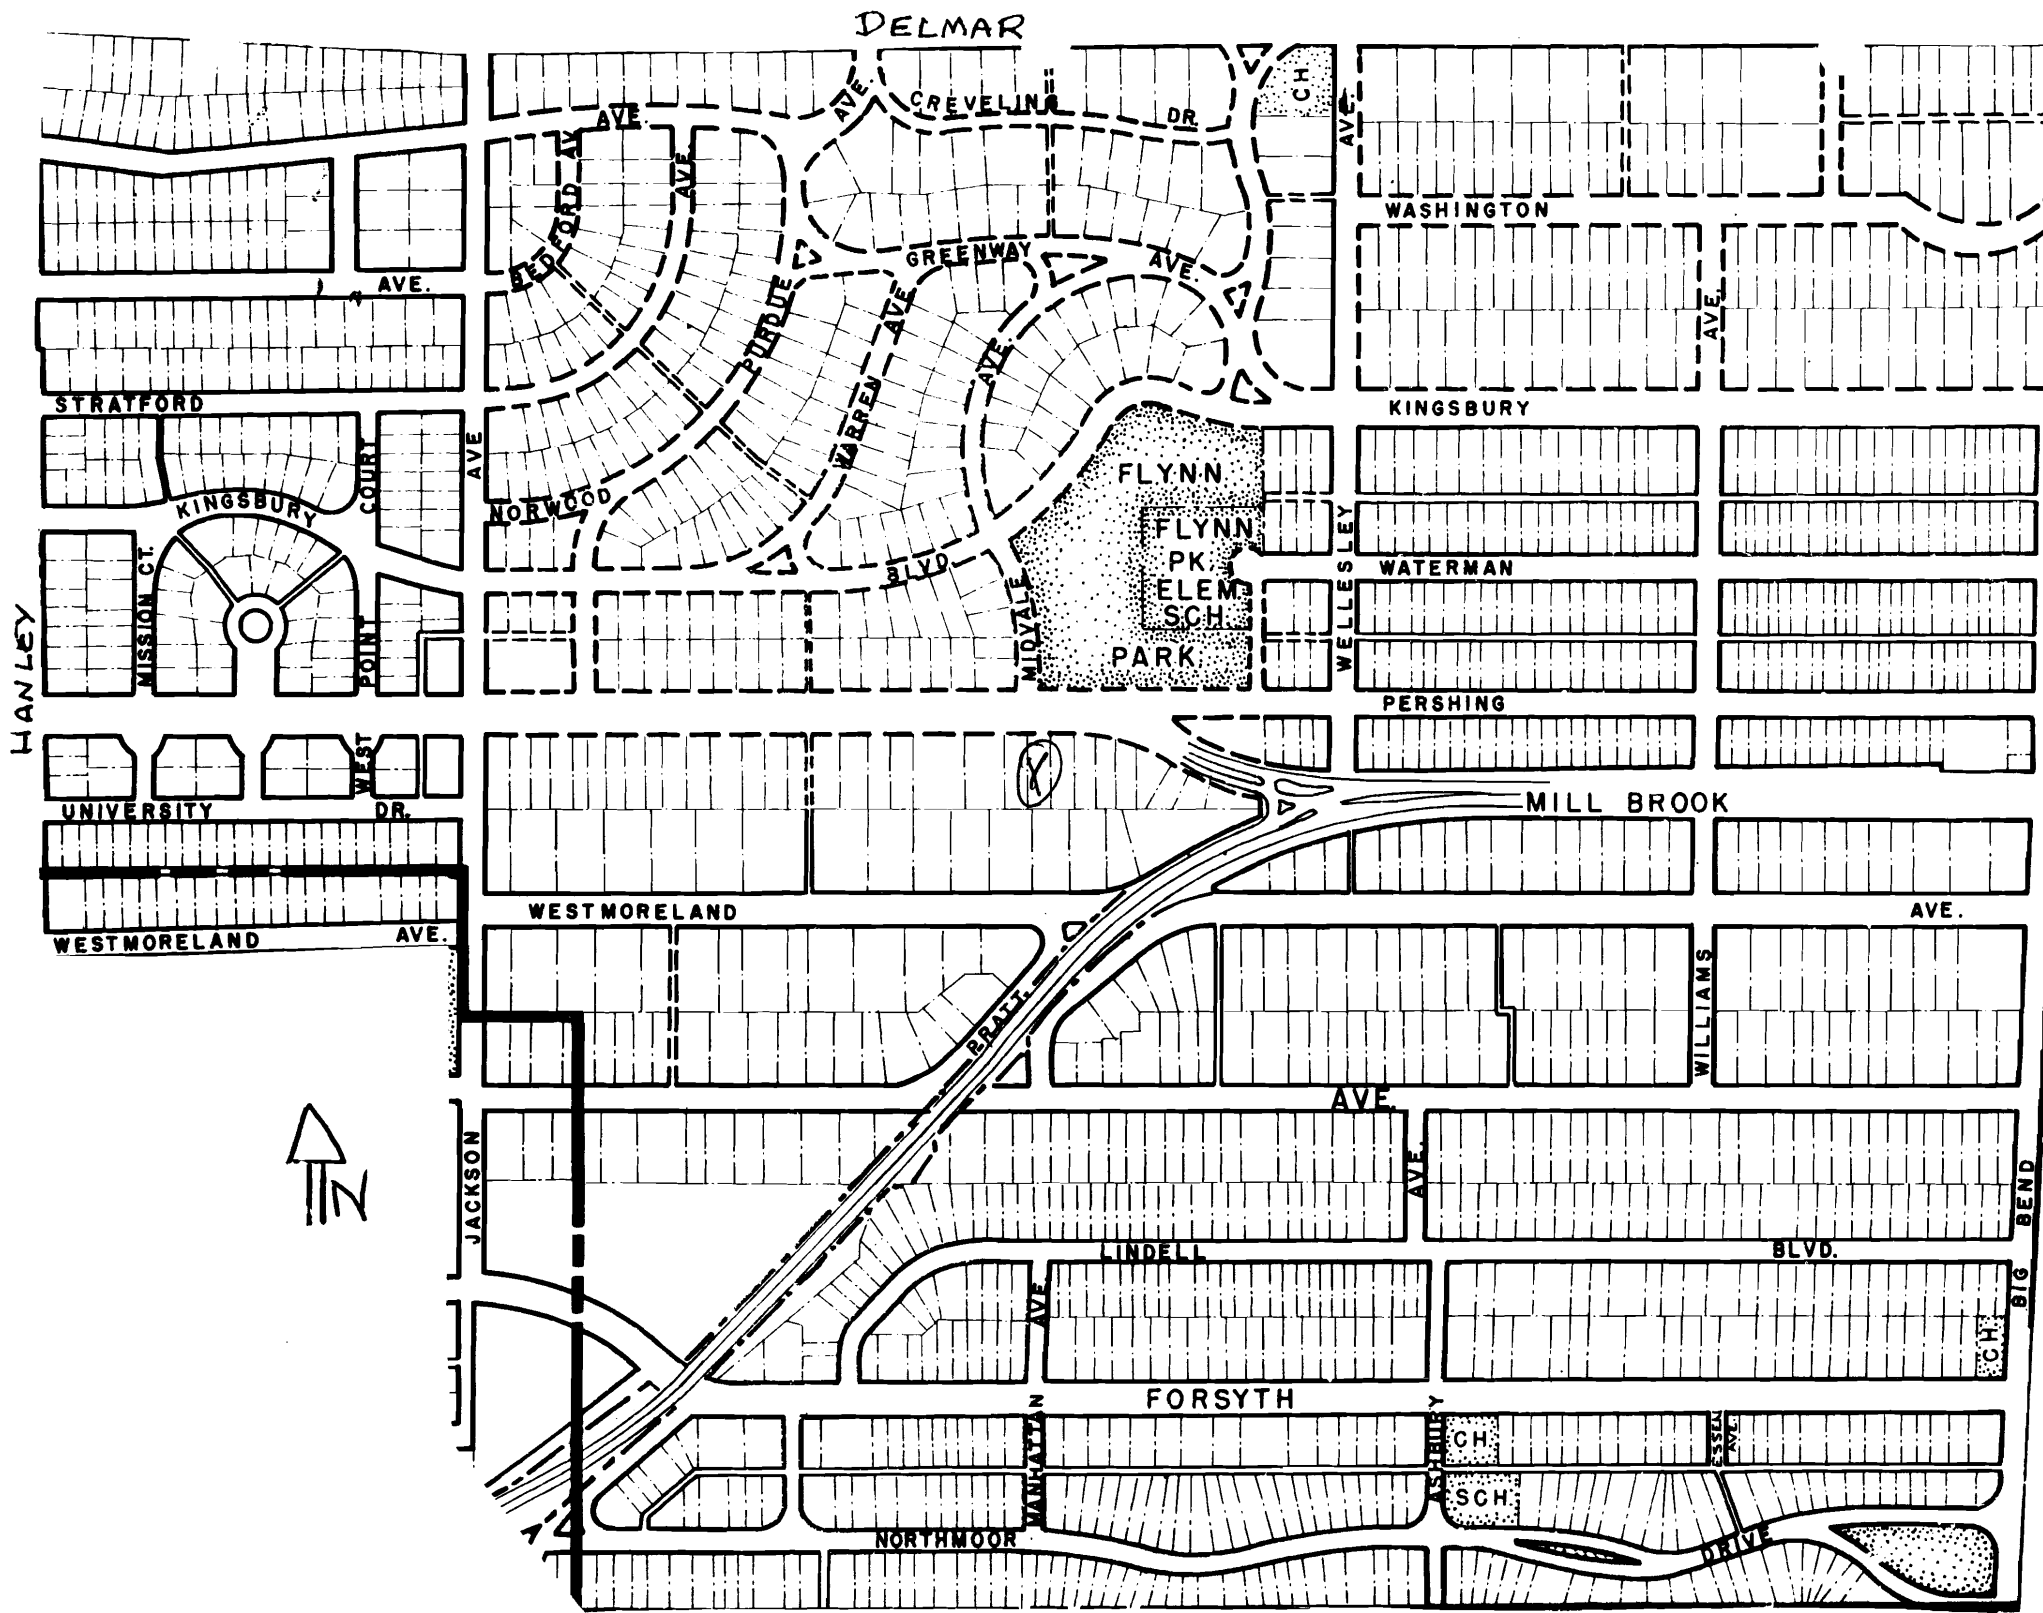 DELMAR
CH
AVE.
CREVELING
DR.
AVE.
AVE.
BEDFORD AV.
AVE.
WASHINGTON
GREENWAY
AVE.
AVE.
PURDUE
WARREN AVE.
AVE.
AVE.
STRATFORD
KINGSBURY
COURT
AVE
KINGSBURY
NORWOOD
BLVD.
FLYNN
FLYNN
PK
ELEM
SCH.
PARK
WATERMAN
WELLESLEY
MIDVALE
MISSION CT.
POINT
WEST
HANLEY
PERSHING
UNIVERSITY
DR.
MILL BROOK
WESTMORELAND
AVE.
WESTMORELAND
AVE.
WILLIAMS
PRATT.
AVE.
N
JACKSON
AVE.
BIG BEND
LINDELL
BLVD.
AVE
CH
FORSYTH
MANHATTAN
ASHBURY
CH.
ESSEX AVE.
SCH.
NORTHMOOR
DRIVE